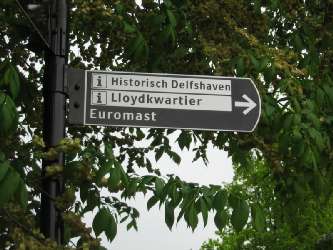 i Historisch Delfshaven
i Lloydkwartier
Euromast